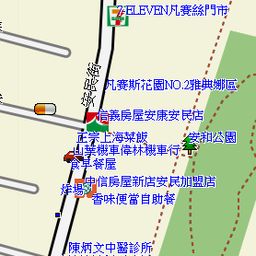 7-ELEVEN凡賽絲門市
凡賽斯花園NO.2雅典娜區
安民街
信義房屋安康安民店
正宗上海菜飯
安和公園
山葉機車偉林機車行
食早餐屋
中信房屋新店安民加盟店
炸場
香味便當自助餐
陳炳文中醫診所